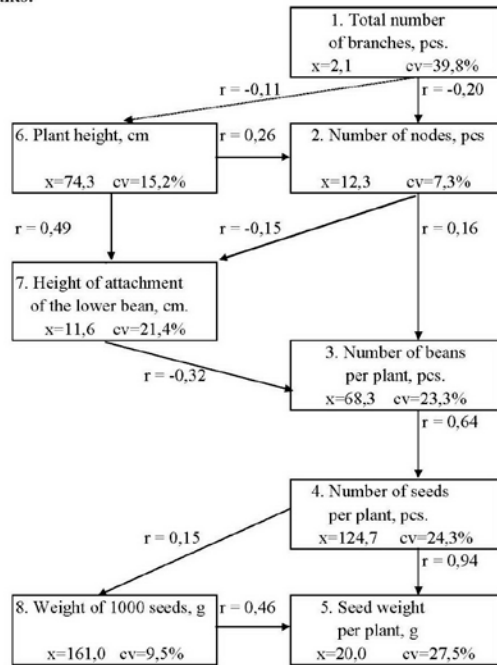 1. Total number
of branches, pcs.
x=2,1 cv=39,8%
r = -0,11
r = -0,20
6. Plant height, cm
x=74,3 cv=15,2%
r = 0,26
2. Number of nodes, pcs
x=12,3 cv=7,3%
r = 0,49
r = -0,15
r = 0,16
7. Height of attachment
of the lower bean, cm.
x=11,6 cv=21,4%
r = -0,32
3. Number of beans
per plant, pcs.
x=68,3 cv=23,3%
r = 0,64
4. Number of seeds
per plant, pcs.
x=124,7 cv=24,3%
r = 0,15
r = 0,94
8. Weight of 1000 seeds, g
x=161,0 cv=9,5%
r = 0,46
5. Seed weight
per plant, g
x=20,0 cv=27,5%